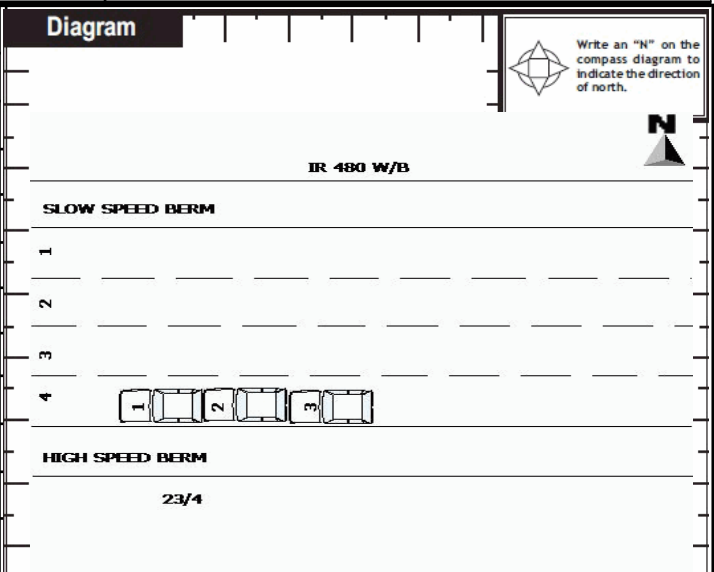 Diagram
Write an “N” on the
compass diagram to
indicate the direction
of north.
N
IR 480 W/B
SLOW SPEED BERM
1
2
3
4
1
2
3
HIGH SPEED BERM
23/4